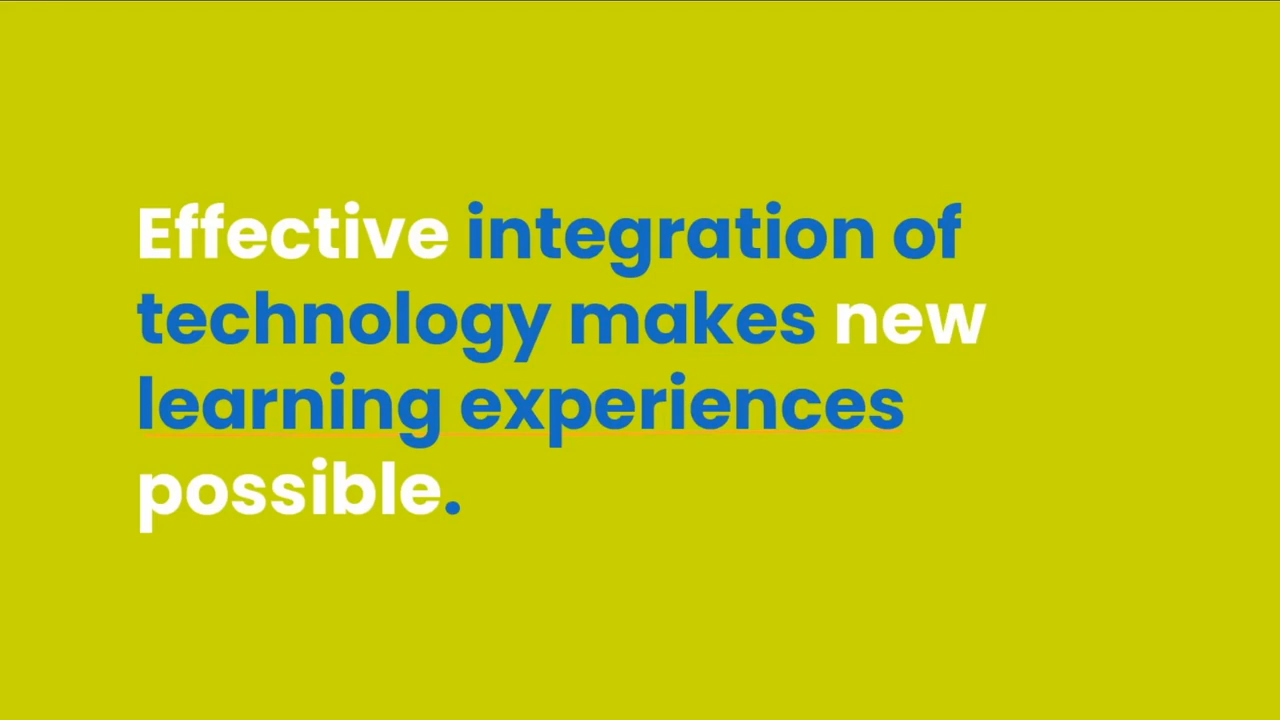 Effective integration of
technology makes new
learning experiences
possible.